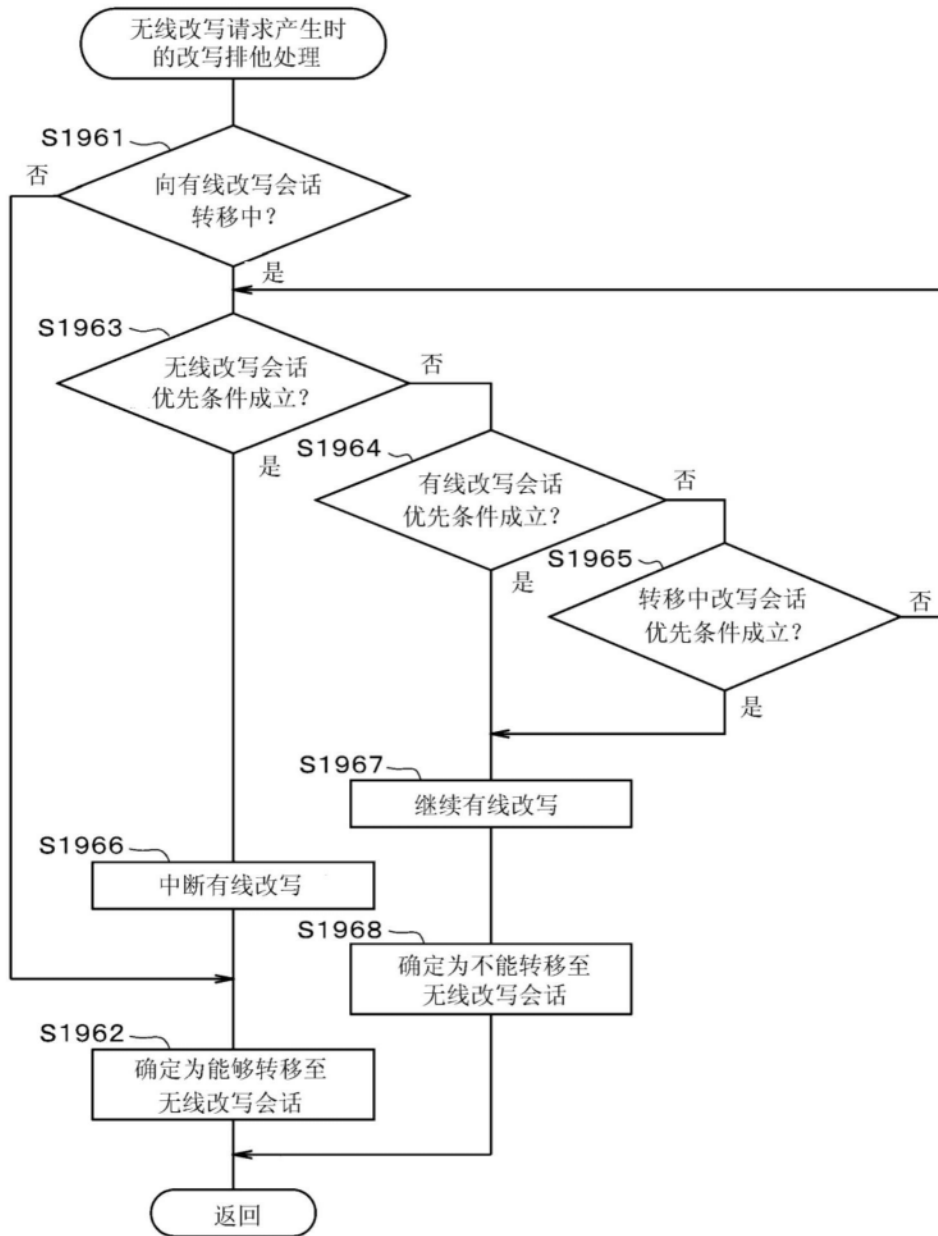 无线改写请求产生时
的改写排他处理
S1961
否
向有线改写会话
转移中？
是
S1963
无线改写会话
优先条件成立？
否
是
S1964
有线改写会话
优先条件成立？
否
是
S1965
转移中改写会话
优先条件成立？
否
是
S1967
继续有线改写
S1966
中断有线改写
S1968
确定为不能转移至
无线改写会话
S1962
确定为能够转移至
无线改写会话
返回